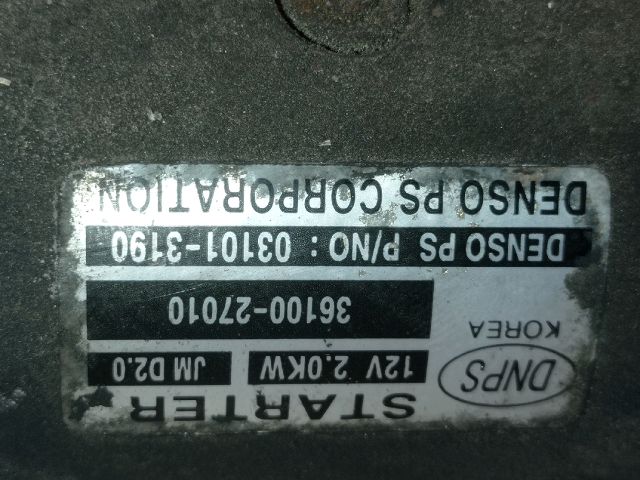 STARTER
DNPS 12V 2.0KW JM D2.0
KOREA 36100-27010
DENSO PS P/NO : 03101-3190
DENSO PS CORPORATION